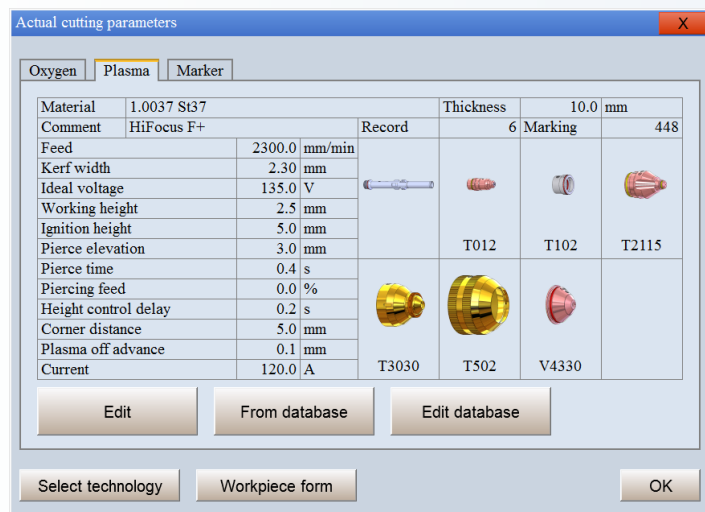 Actual cutting parameters X
Oxygen Plasma Marker
Material 1.0037 St37 Thickness 10.0 mm
Comment HiFocus F+ Record 6 Marking 448
Feed 2300.0 mm/min
Kerf width 2.30 mm
Ideal voltage 135.0 V
Working height 2.5 mm
Ignition height 5.0 mm
Pierce elevation 3.0 mm
T012 T102 T2115
Pierce time 0.4 s
Piercing feed 0.0 %
Height control delay 0.2 s
Corner distance 5.0 mm
Plasma off advance 0.1 mm
Current 120.0 A
T3030 T502 V4330
Edit From database Edit database
Select technology Workpiece form OK